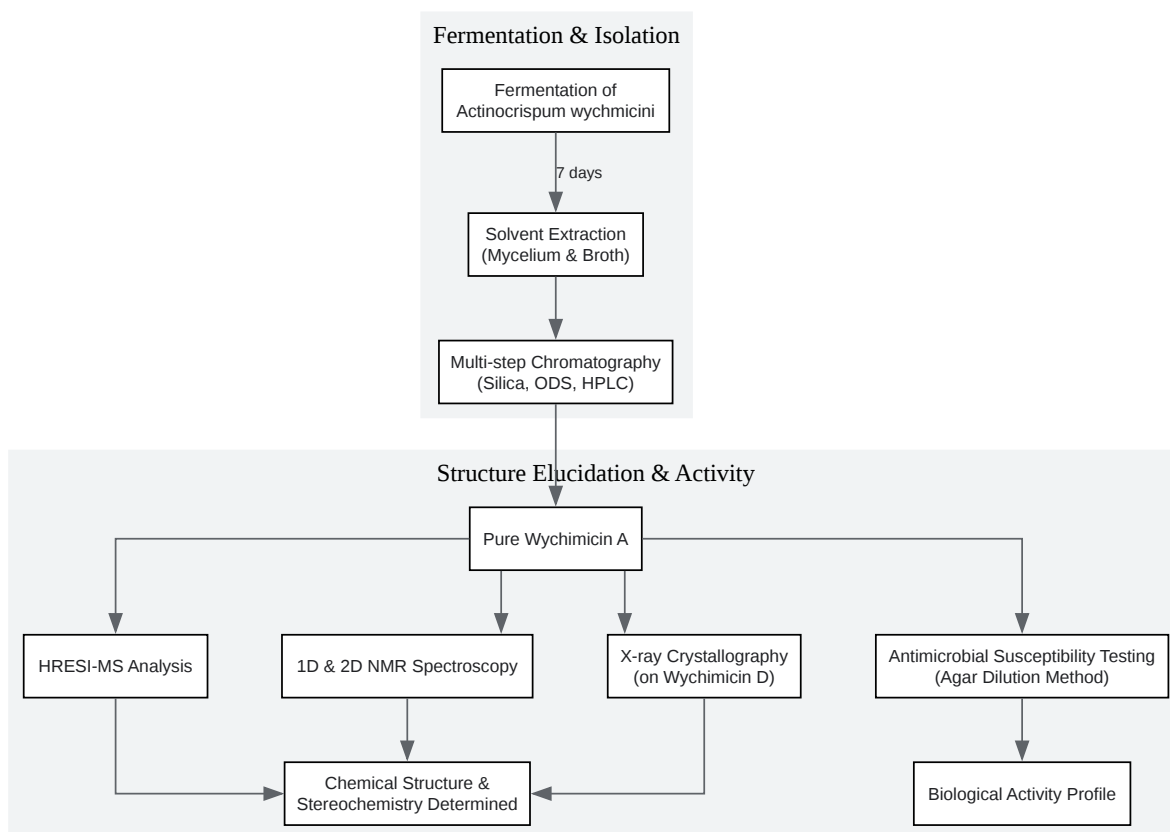 Fermentation & Isolation
Fermentation of
Actinocrispum wychmicini
7 days
Solvent Extraction
(Mycelium & Broth)
Multi-step Chromatography
(Silica, ODS, HPLC)
Structure Elucidation & Activity
Pure Wychimicin A
HRESI-MS Analysis
1D & 2D NMR Spectroscopy
X-ray Crystallography
(on Wychimicin D)
Antimicrobial Susceptibility Testing
(Agar Dilution Method)
Chemical Structure &
Stereochemistry Determined
Biological Activity Profile